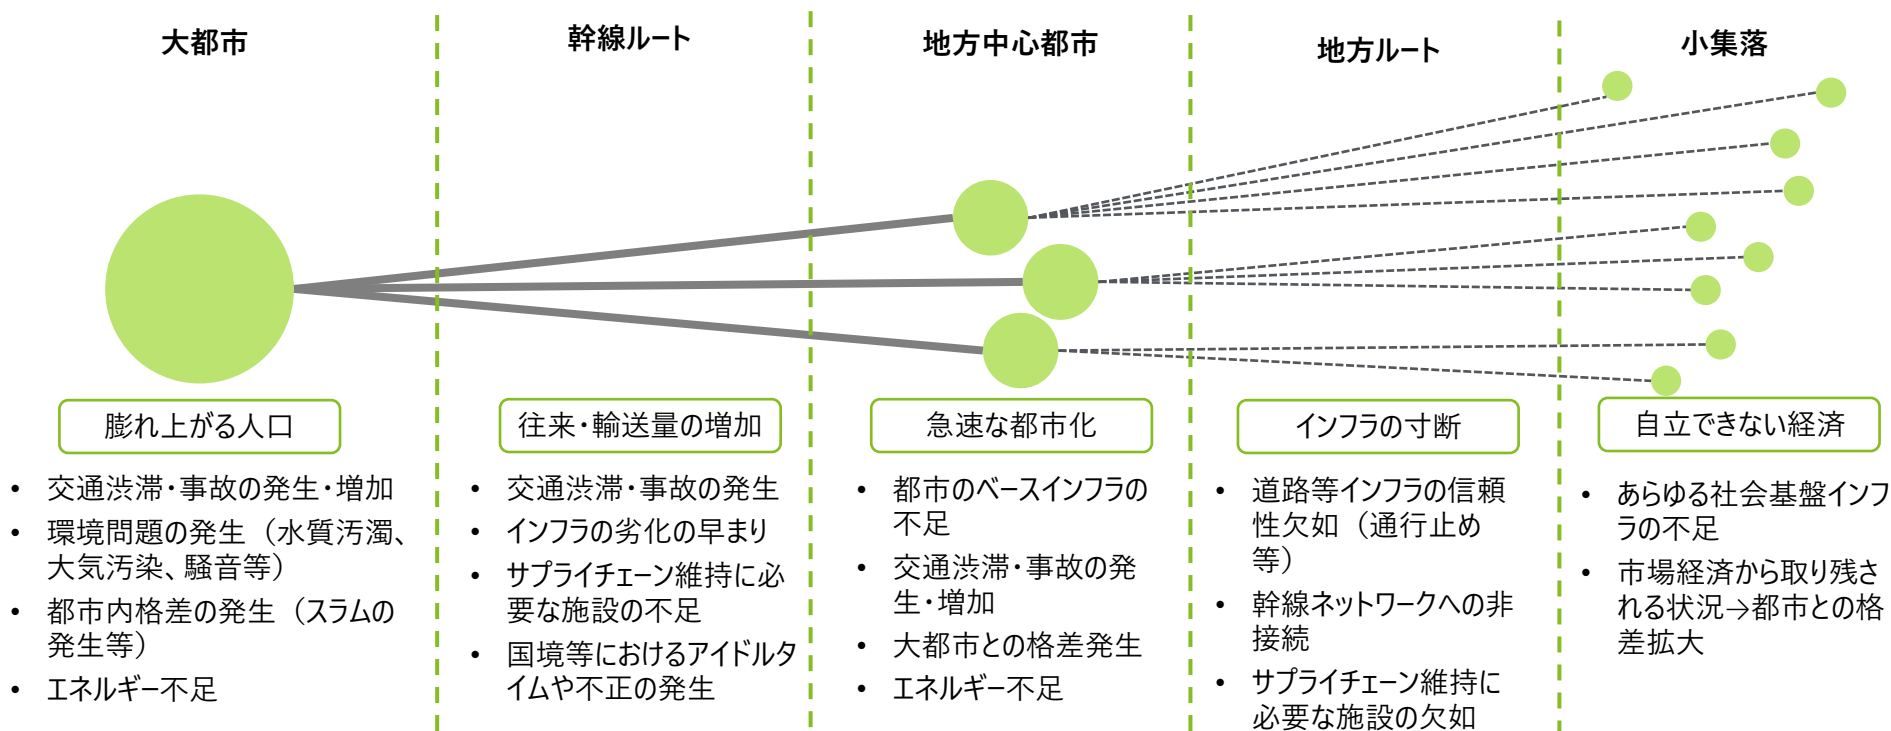 大都市
幹線ルート
地方中心都市
地方ルート
小集落
膨れ上がる人口
• 交通渋滞・事故の発生・増加
• 環境問題の発生（水質汚濁、
大気汚染、騒音等）
• 都市内格差の発生（スラムの
発生等）
• エネルギー不足
往来・輸送量の増加
• 交通渋滞・事故の発生
• インフラの劣化の早まり
• サプライチェーン維持に必
要な施設の不足
• 国境等におけるアイドルタ
イムや不正の発生
急速な都市化
• 都市のベースインフラの
不足
• 交通渋滞・事故の発
生・増加
• 大都市との格差発生
• エネルギー不足
インフラの寸断
• 道路等インフラの信頼
性欠如（通行止め
等）
• 幹線ネットワークへの非
接続
• サプライチェーン維持に
必要な施設の欠如
自立できない経済
• あらゆる社会基盤インフ
ラの不足
• 市場経済から取り残さ
れる状況→都市との格
差拡大